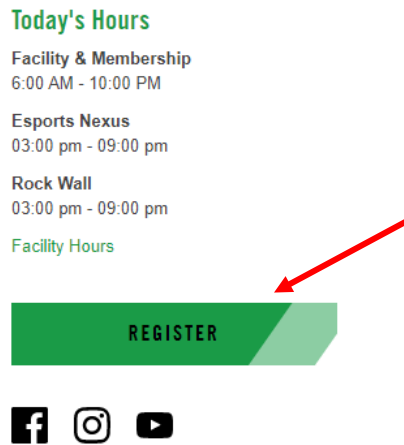 Today's Hours
Facility & Membership
6:00 AM - 10:00 PM
Esports Nexus
03:00 pm - 09:00 pm
Rock Wall
03:00 pm - 09:00 pm
Facility Hours
REGISTER